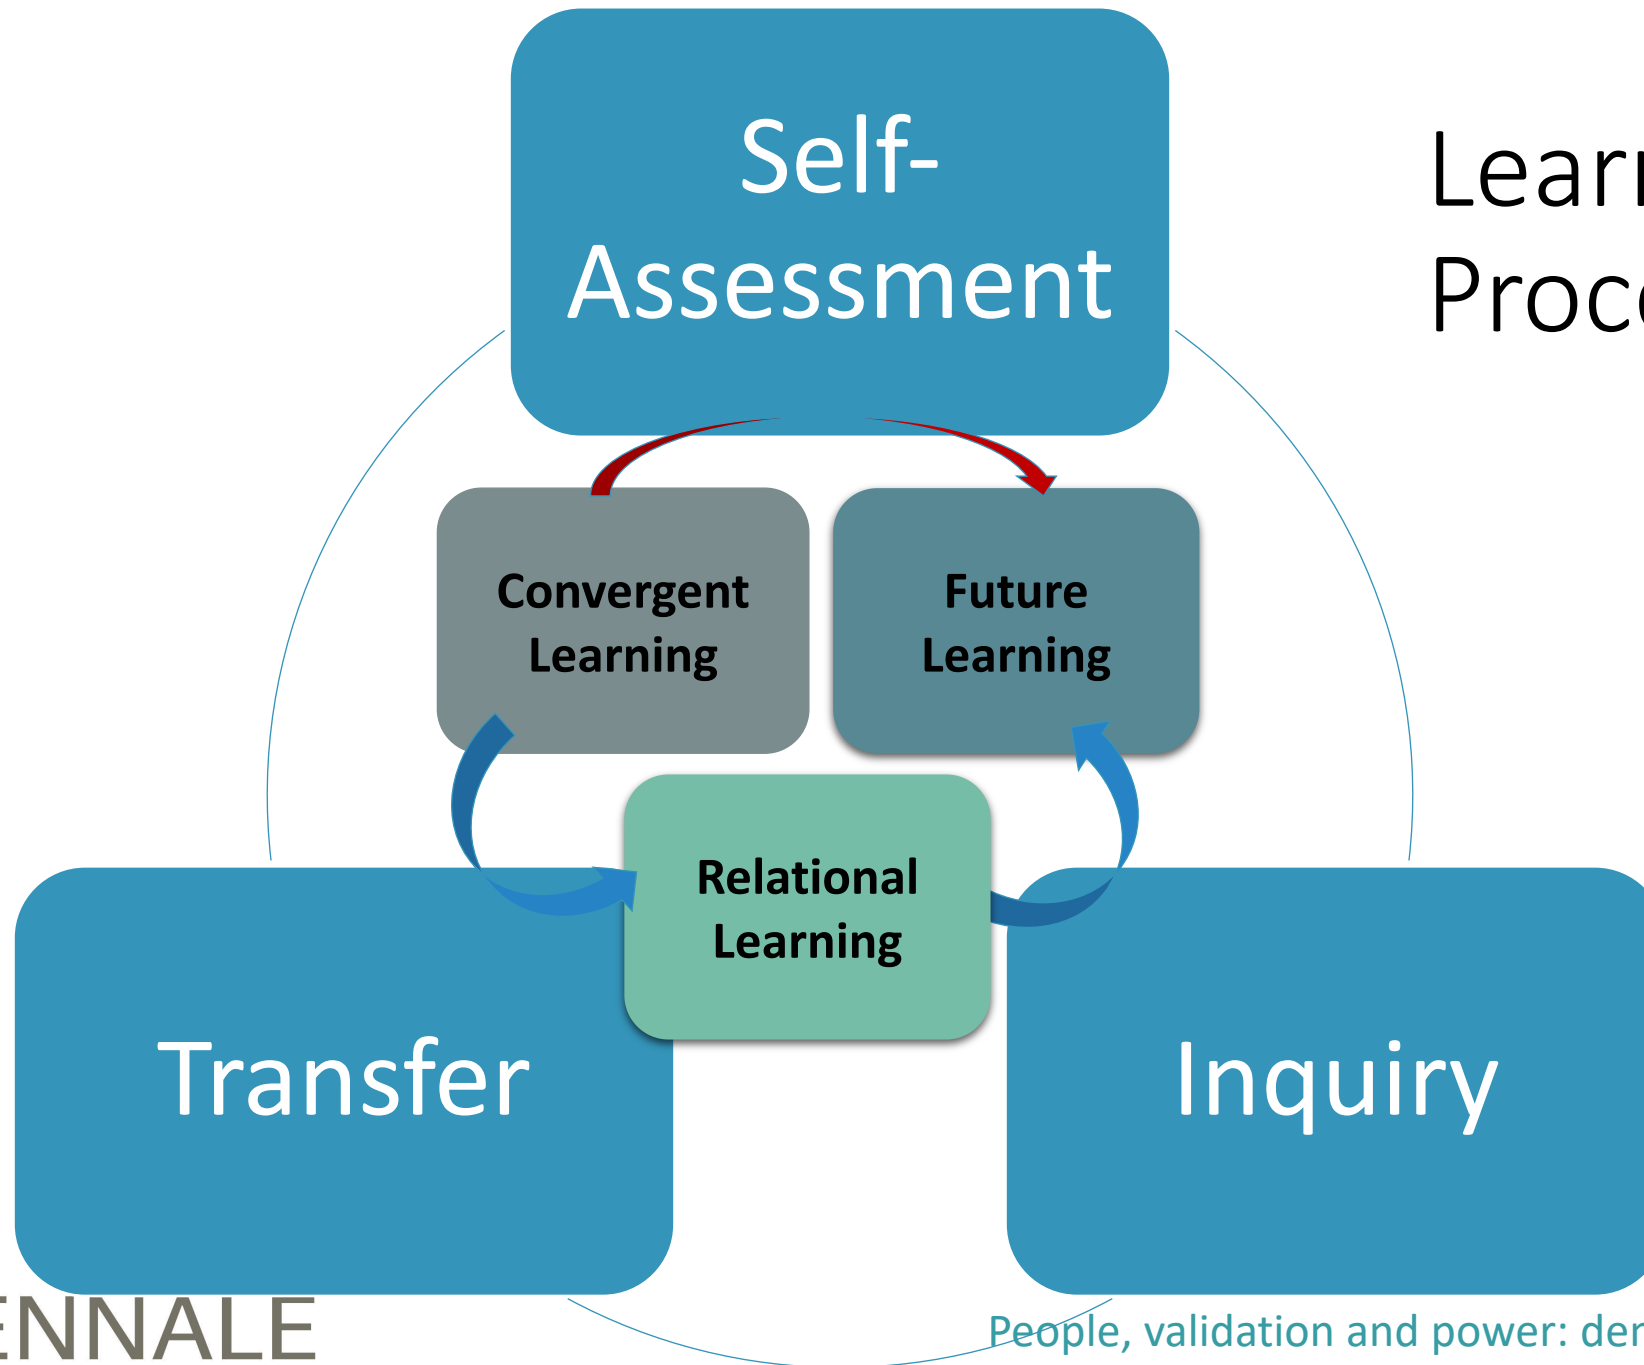 Self-
Assessment
Lear
Proc
Convergent
Learning
Future
Learning
Relational
Learning
Transfer
Inquiry
ENNALE
People, validation and power: der